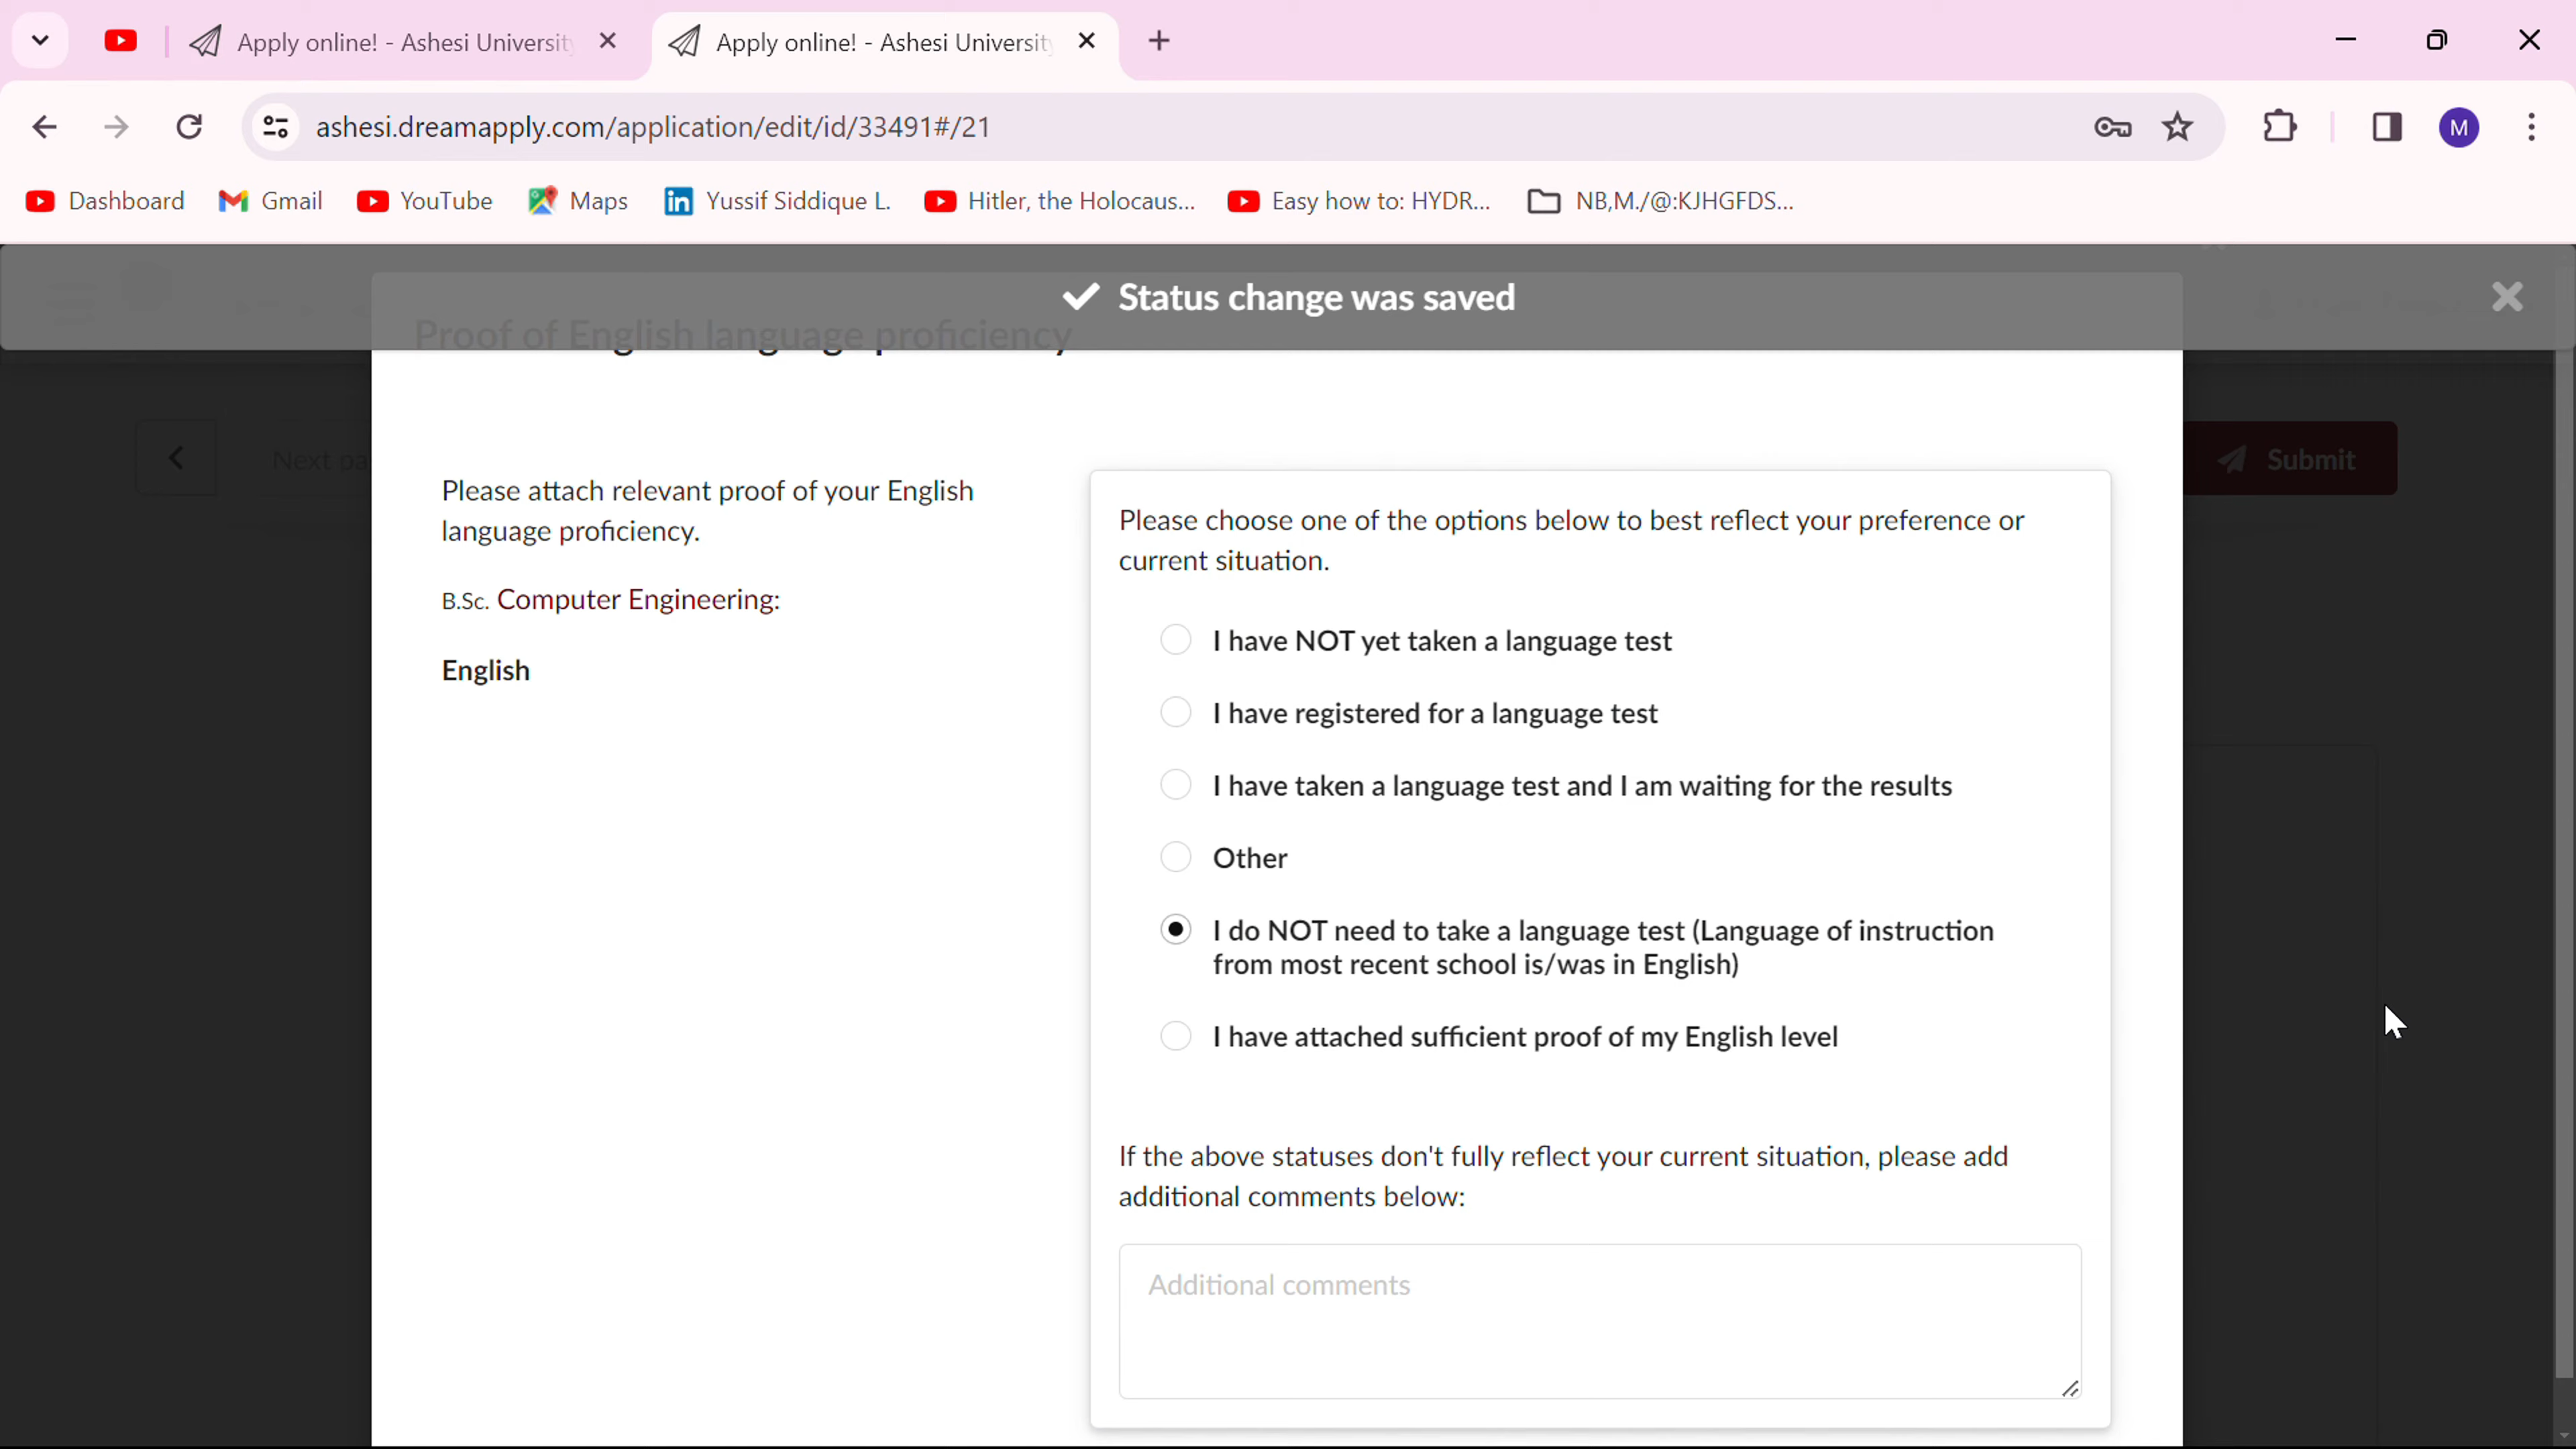 Apply online! - Ashesi University
Apply online! - Ashesi University
ashesi.dreamapply.com/application/edit/id/33491#/21
M
Dashboard
Gmail
YouTube
Maps
Yussif Siddique L.
Hitler, the Holocaus...
Easy how to: HYDR...
NB,M./@:KJHGFDS...
Status change was saved
Proof of English language proficiency
Next pa
Submit
Please attach relevant proof of your English
language proficiency.
B.Sc. Computer Engineering:
English
Please choose one of the options below to best reflect your preference or
current situation.
I have NOT yet taken a language test
I have registered for a language test
I have taken a language test and I am waiting for the results
Other
I do NOT need to take a language test (Language of instruction
from most recent school is/was in English)
I have attached sufficient proof of my English level
If the above statuses don't fully reflect your current situation, please add
additional comments below:
Additional comments